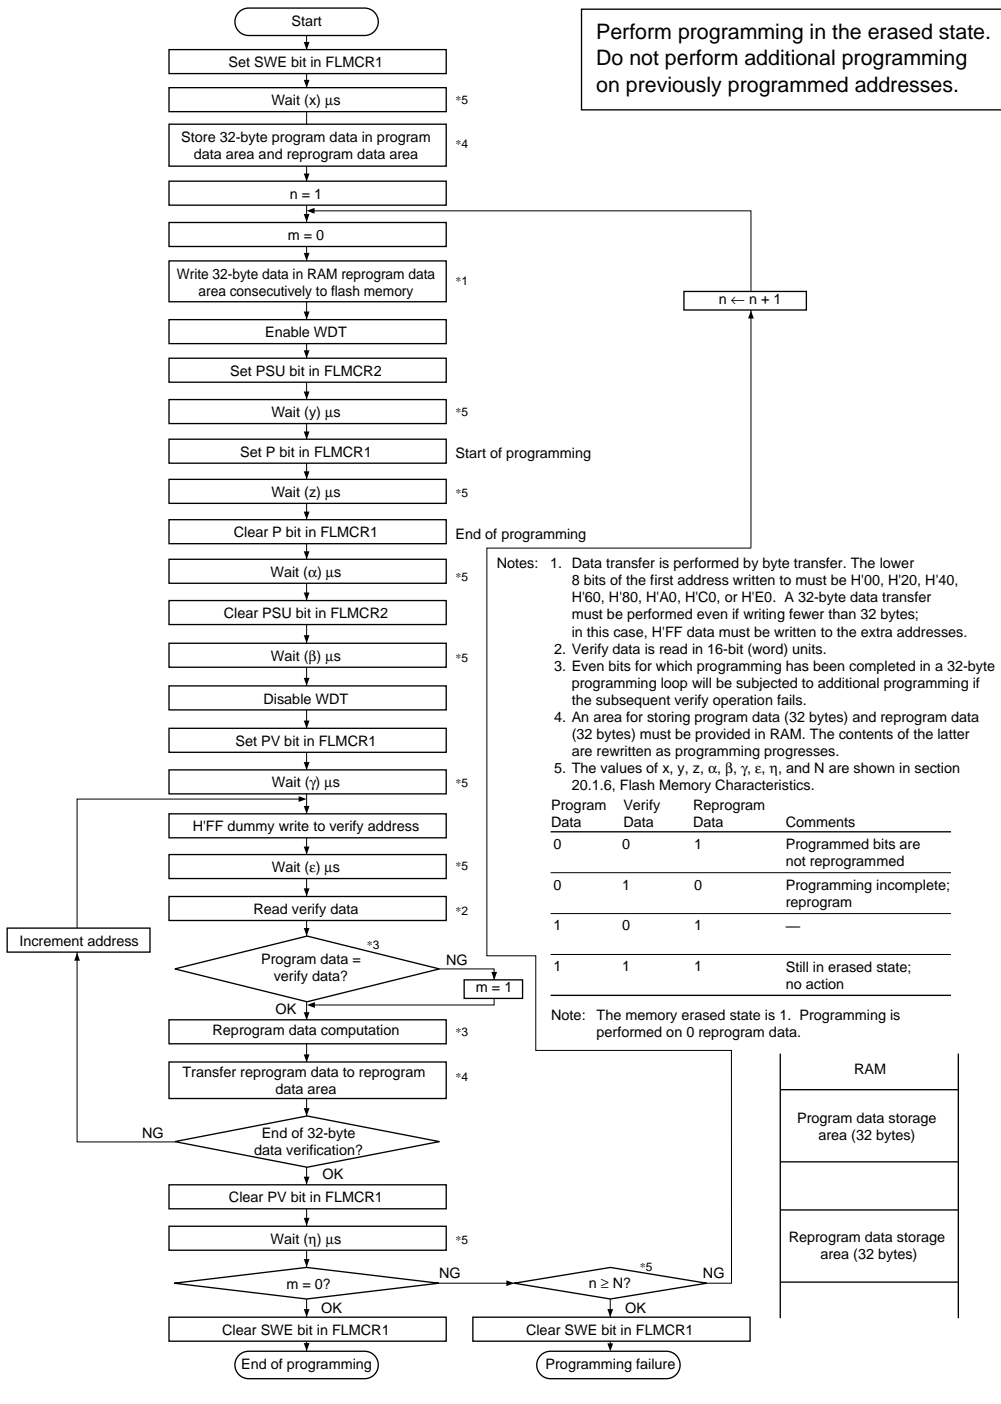 Start
Perform programming in the erased state.
Do not perform additional programming
on previously programmed addresses.
Set SWE bit in FLMCR1
Wait (x) μs
*5
Store 32-byte program data in program
data area and reprogram data area
*4
n = 1
m = 0
Write 32-byte data in RAM reprogram data
area consecutively to flash memory
*1
n ← n + 1
Enable WDT
Set PSU bit in FLMCR2
Wait (y) μs
*5
Set P bit in FLMCR1
Start of programming
Wait (z) μs
*5
Clear P bit in FLMCR1
End of programming
Wait (α) μs
*5
Clear PSU bit in FLMCR2
Wait (β) μs
*5
Disable WDT
Set PV bit in FLMCR1
Wait (γ) μs
*5
H'FF dummy write to verify address
Wait (ε) μs
*5
Read verify data
*2
Increment address
*3
Program data =
verify data?
NG
m = 1
OK
Reprogram data computation
*3
Transfer reprogram data to reprogram
data area
*4
NG
End of 32-byte
data verification?
OK
Clear PV bit in FLMCR1
Wait (η) μs
*5
m = 0?
NG
OK
*5
n ≥ N?
NG
OK
Clear SWE bit in FLMCR1
Clear SWE bit in FLMCR1
End of programming
Programming failure
Notes: 1. Data transfer is performed by byte transfer. The lower
8 bits of the first address written to must be H'00, H'20, H'40,
H'60, H'80, H'A0, H'C0, or H'E0. A 32-byte data transfer
must be performed even if writing fewer than 32 bytes;
in this case, H'FF data must be written to the extra addresses.
2. Verify data is read in 16-bit (word) units.
3. Even bits for which programming has been completed in a 32-byte
programming loop will be subjected to additional programming if
the subsequent verify operation fails.
4. An area for storing program data (32 bytes) and reprogram data
(32 bytes) must be provided in RAM. The contents of the latter
are rewritten as programming progresses.
5. The values of x, y, z, α, β, γ, ε, η, and N are shown in section
20.1.6, Flash Memory Characteristics.
Program Verify Reprogram
Data Data Data Comments
0 0 1 Programmed bits are
not reprogrammed
0 1 0 Programming incomplete;
reprogram
1 0 1 —
1 1 1 Still in erased state;
no action
Note: The memory erased state is 1. Programming is
performed on 0 reprogram data.
RAM
Program data storage
area (32 bytes)
Reprogram data storage
area (32 bytes)